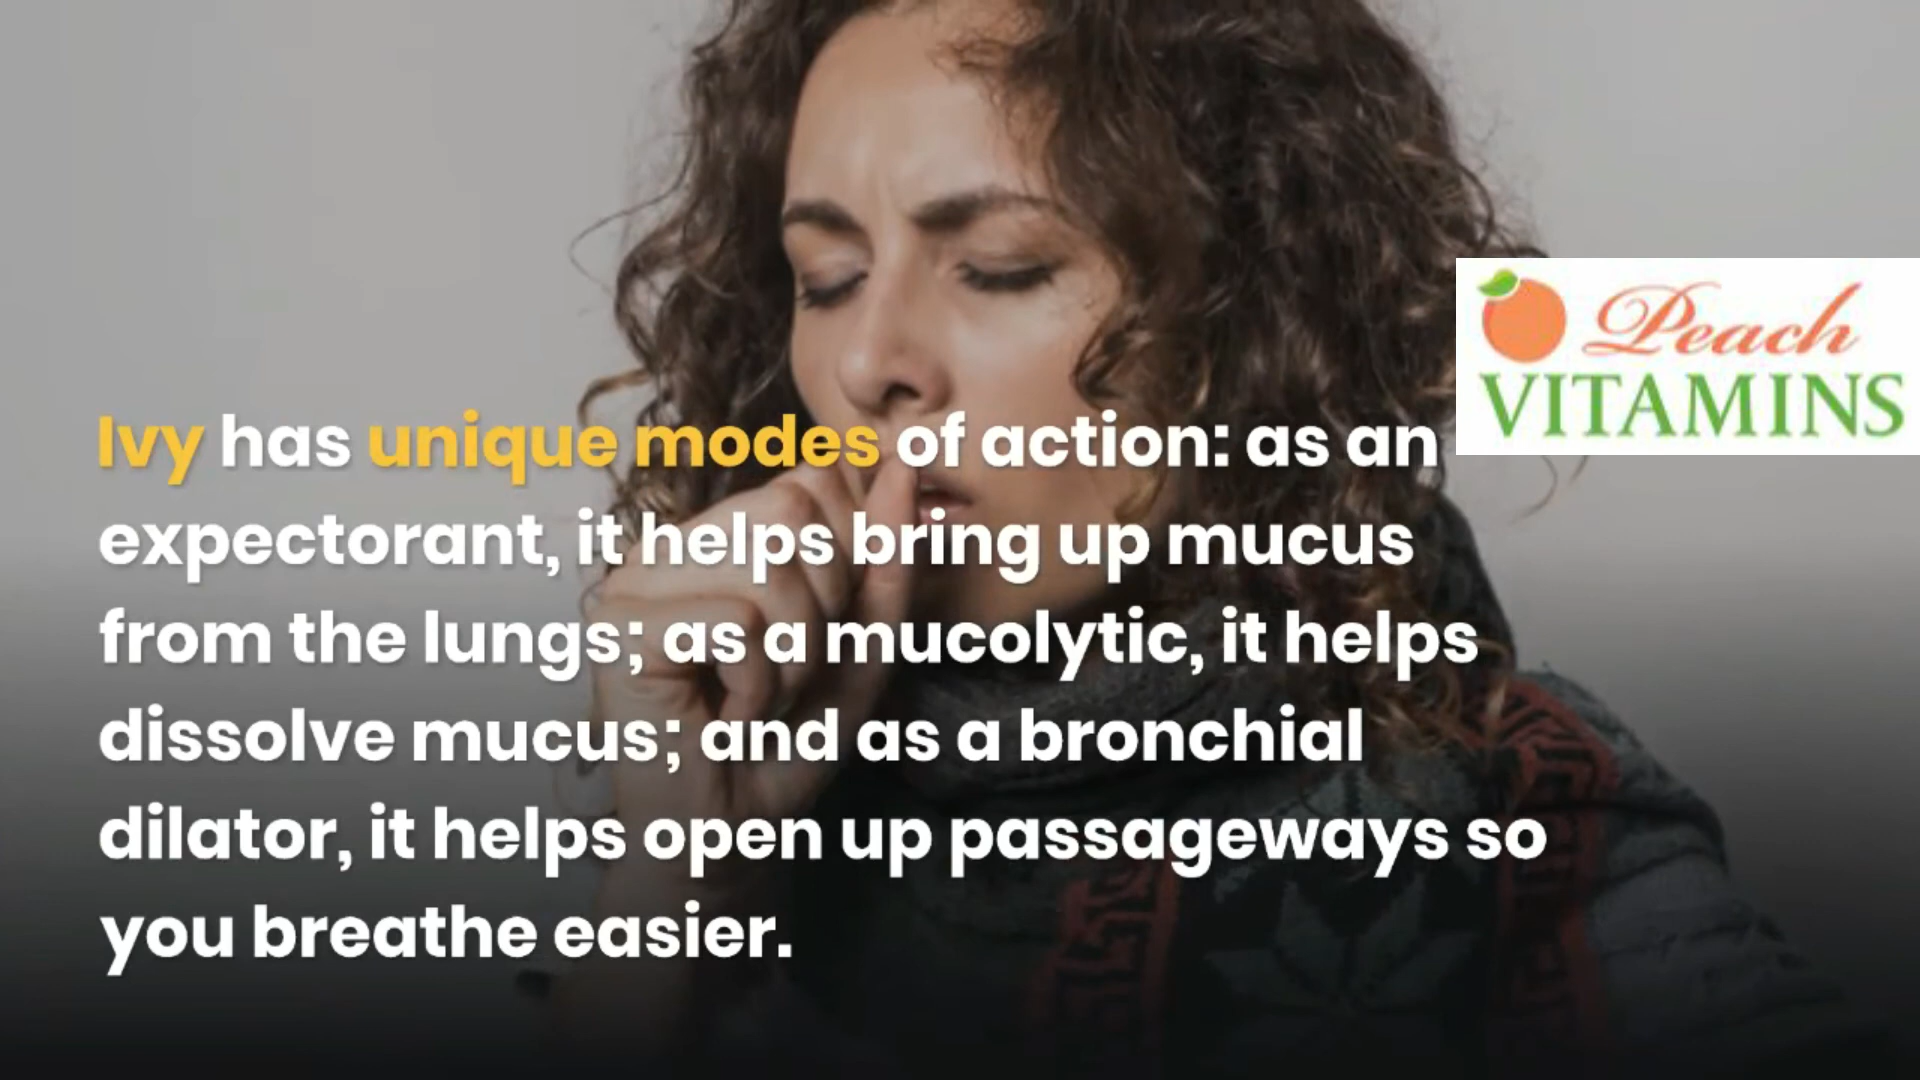 Peach
VITAMINS
Ivy has unique modes of action: as an
expectorant, it helps bring up mucus
from the lungs; as a mucolytic, it helps
dissolve mucus; and as a bronchial
dilator, it helps open up passageways so
you breathe easier.